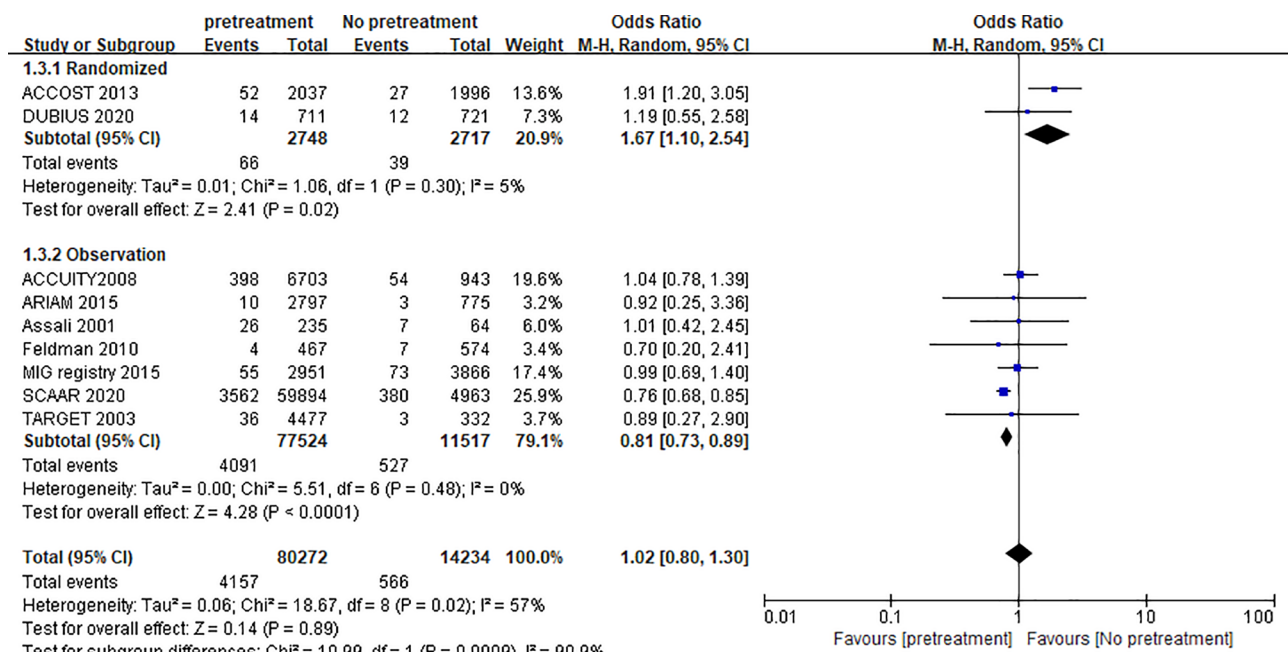 pretreatment No pretreatment Odds Ratio Odds Ratio
Study or Subgroup Events Total Events Total Weight M-H, Random, 95% CI M-H, Random, 95% CI
1.3.1 Randomized
ACCOST 2013 52 2037 27 1996 13.6% 1.91 [1.20, 3.05]
DUBIUS 2020 14 711 12 721 7.3% 1.19 [0.55, 2.58]
Subtotal (95% CI) 2748 2717 20.9% 1.67 [1.10, 2.54]
Total events 66 39
Heterogeneity: Tau² = 0.01; Chi² = 1.06, df = 1 (P = 0.30); I² = 5%
Test for overall effect: Z = 2.41 (P = 0.02)
1.3.2 Observation
ACCUITY2008 398 6703 54 943 19.6% 1.04 [0.78, 1.39]
ARIAM 2015 10 2797 3 775 3.2% 0.92 [0.25, 3.36]
Assali 2001 26 235 7 64 6.0% 1.01 [0.42, 2.45]
Feldman 2010 4 467 7 574 3.4% 0.70 [0.20, 2.41]
MIG registry 2015 55 2951 73 3866 17.4% 0.99 [0.69, 1.40]
SCAAR 2020 3562 59894 380 4963 25.9% 0.76 [0.68, 0.85]
TARGET 2003 36 4477 3 332 3.7% 0.89 [0.27, 2.90]
Subtotal (95% CI) 77524 11517 79.1% 0.81 [0.73, 0.89]
Total events 4091 527
Heterogeneity: Tau² = 0.00; Chi² = 5.51, df = 6 (P = 0.48); I² = 0%
Test for overall effect: Z = 4.28 (P < 0.0001)
Total (95% CI) 80272 14234 100.0% 1.02 [0.80, 1.30]
Total events 4157 566
Heterogeneity: Tau² = 0.06; Chi² = 18.67, df = 8 (P = 0.02); I² = 57%
Test for overall effect: Z = 0.14 (P = 0.89)
Test for subgroup differences: Chi² = 10.99, df = 1 (P = 0.0009), I² = 90.9%
0.01 0.1 1 10 100
Favours [pretreatment] Favours [No pretreatment]